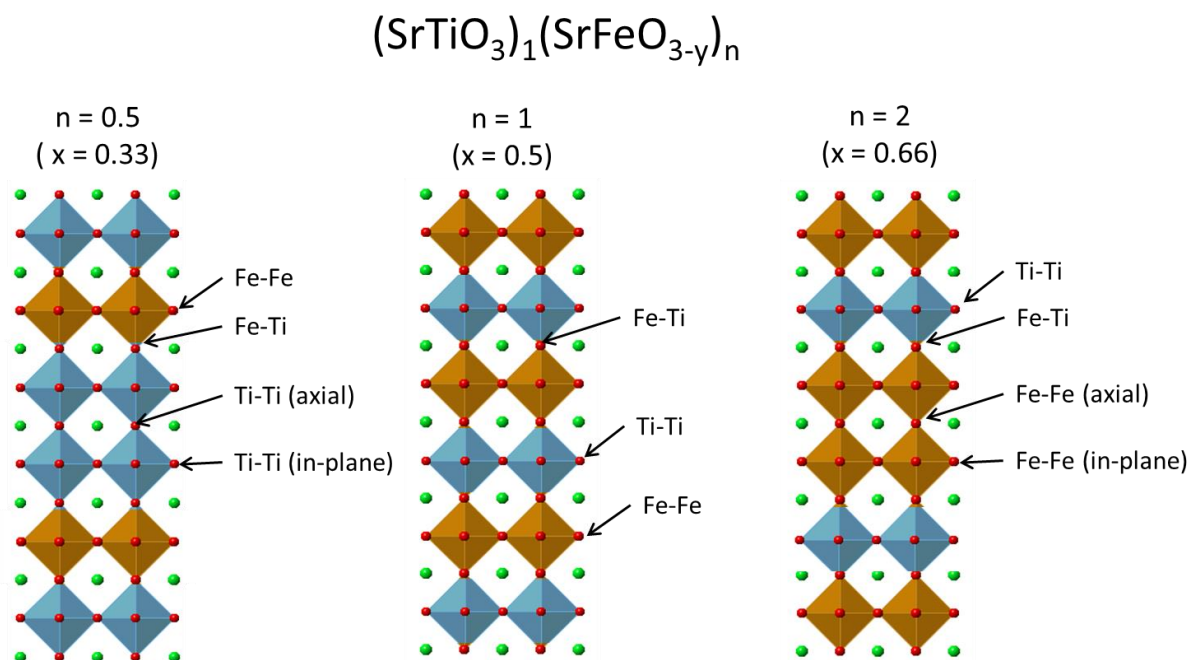 (SrTiO₃)₁(SrFeO₃₋ᵧ)ₙ
n = 0.5
( x = 0.33)
Fe-Fe
Fe-Ti
Ti-Ti (axial)
Ti-Ti (in-plane)
n = 1
(x = 0.5)
Fe-Ti
Ti-Ti
Fe-Fe
n = 2
(x = 0.66)
Ti-Ti
Fe-Ti
Fe-Fe (axial)
Fe-Fe (in-plane)